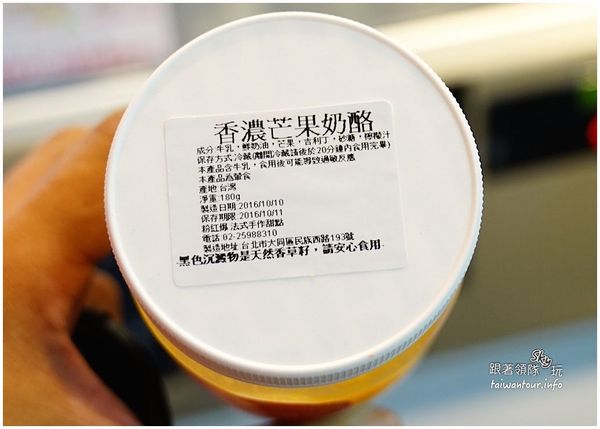 香濃芒果奶酪
成分:牛乳，鮮奶油，芒果，吉利丁，砂糖，檸檬汁
保存方式:冷藏(離開冷藏請後於20分鐘內食用完畢)
本產品含牛乳，食用後可能導致過敏反應
本產品為葷食
產地:台灣
淨重:180g
製造日期:2016/10/10
保存期限:2016/10/11
粉紅爆 法式手作甜點
電話:02-25988310
製造地址:台北市大同區民族西路193號
黑色沉澱物是天然香草籽，請安心食用.
跟著領隊Sky玩
taiwantour.info